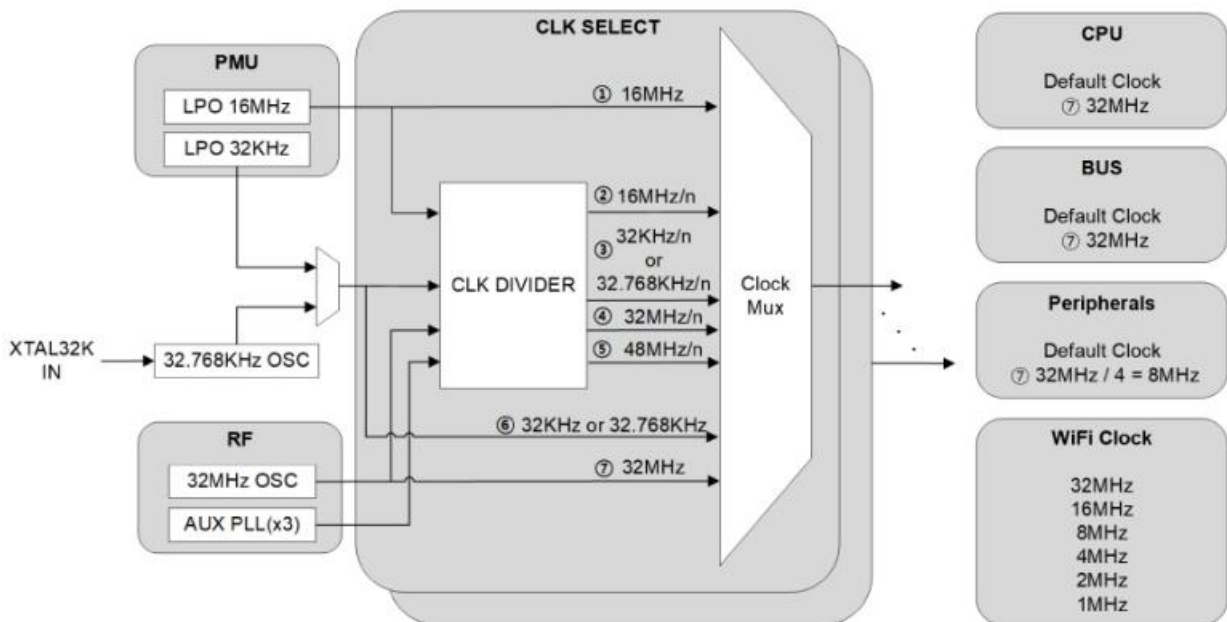 CLK SELECT
PMU
LPO 16MHz
LPO 32KHz
① 16MHz
② 16MHz/n
③ 32KHz/n
or
32.768KHz/n
④ 32MHz/n
⑤ 48MHz/n
CLK DIVIDER
Clock
Mux
XTAL32K
IN
32.768KHz OSC
⑥ 32KHz or 32.768KHz
⑦ 32MHz
RF
32MHz OSC
AUX PLL(x3)
CPU
Default Clock
⑦ 32MHz
BUS
Default Clock
⑦ 32MHz
Peripherals
Default Clock
⑦ 32MHz / 4 = 8MHz
WiFi Clock
32MHz
16MHz
8MHz
4MHz
2MHz
1MHz